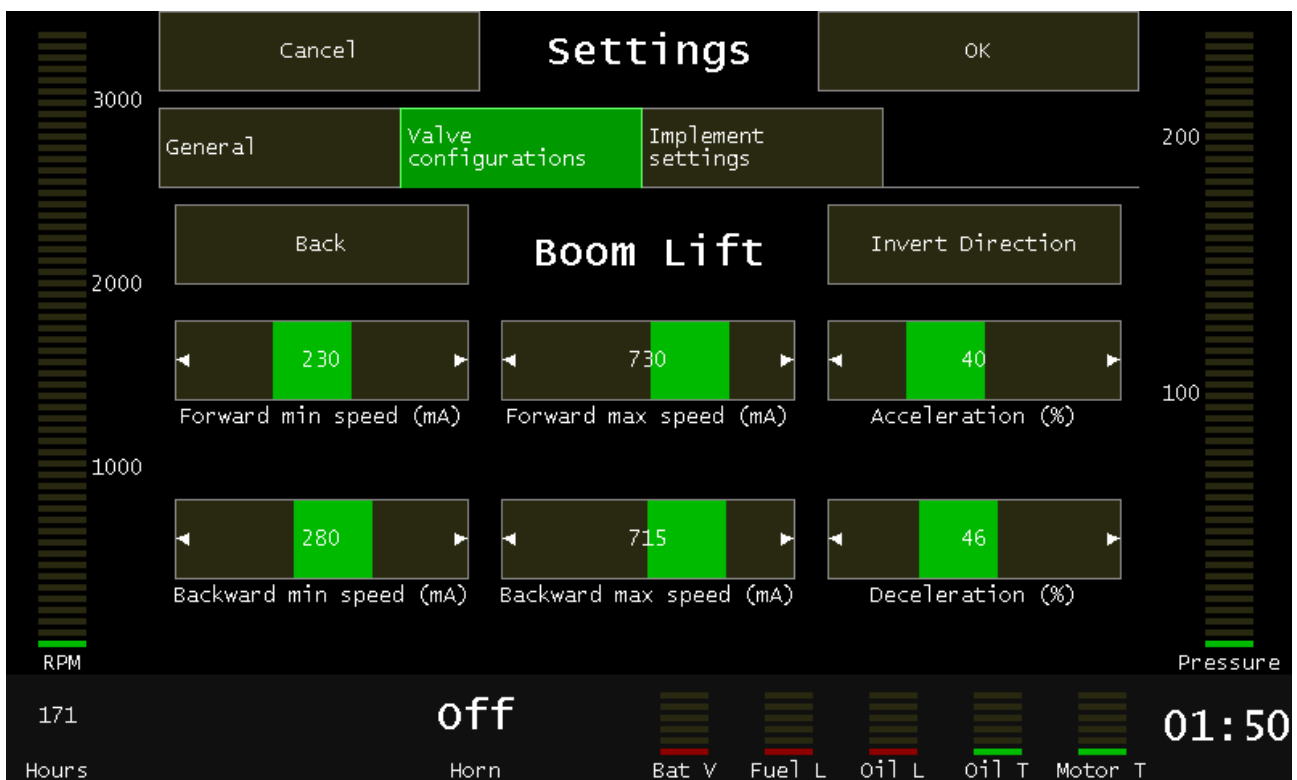 Cancel
Settings
OK
3000
General
Valve
configurations
Implement
settings
200
Back
Boom Lift
Invert Direction
2000
230
730
40
Forward min speed (mA)
Forward max speed (mA)
Acceleration (%)
100
1000
280
715
46
Backward min speed (mA)
Backward max speed (mA)
Deceleration (%)
RPM
Pressure
171
Off
01:50
Hours
Horn
Bat V
Fuel L
Oil L
Oil T
Motor T